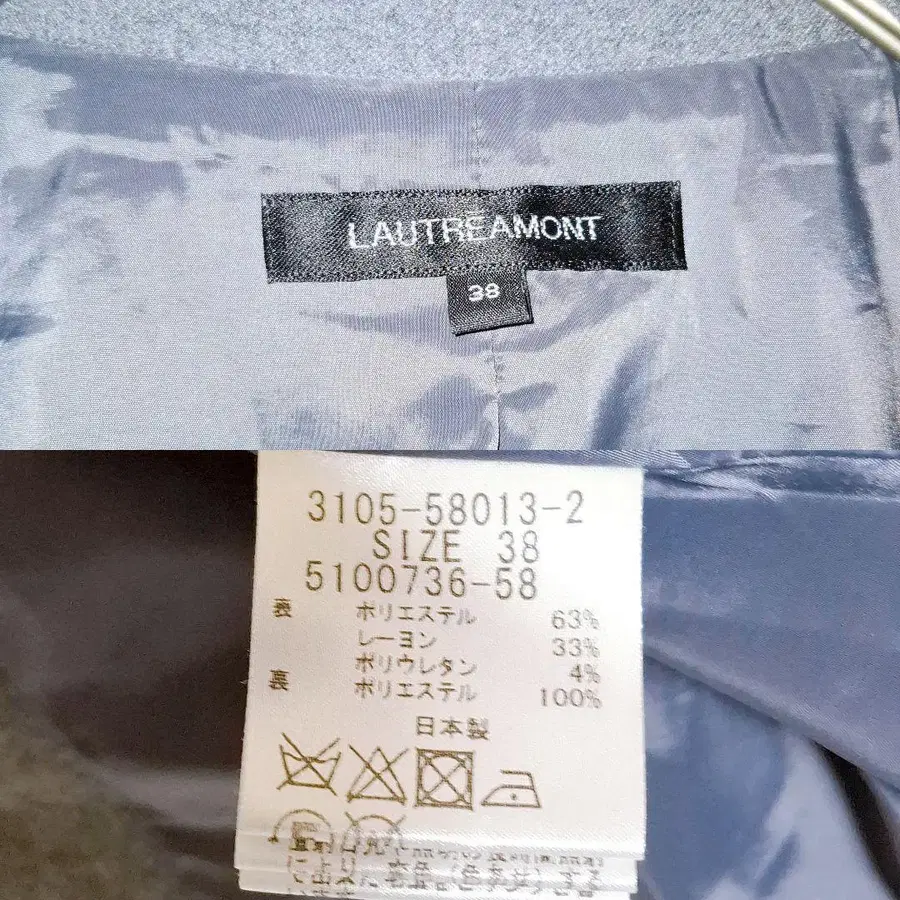 LAUTRĒAMONT
38
3105-58013-2
SIZE 38
5100736-58
表 ポリエステル 63%
レーヨン 33%
ポリウレタン 4%
裏 ポリエステル 100%
日本製